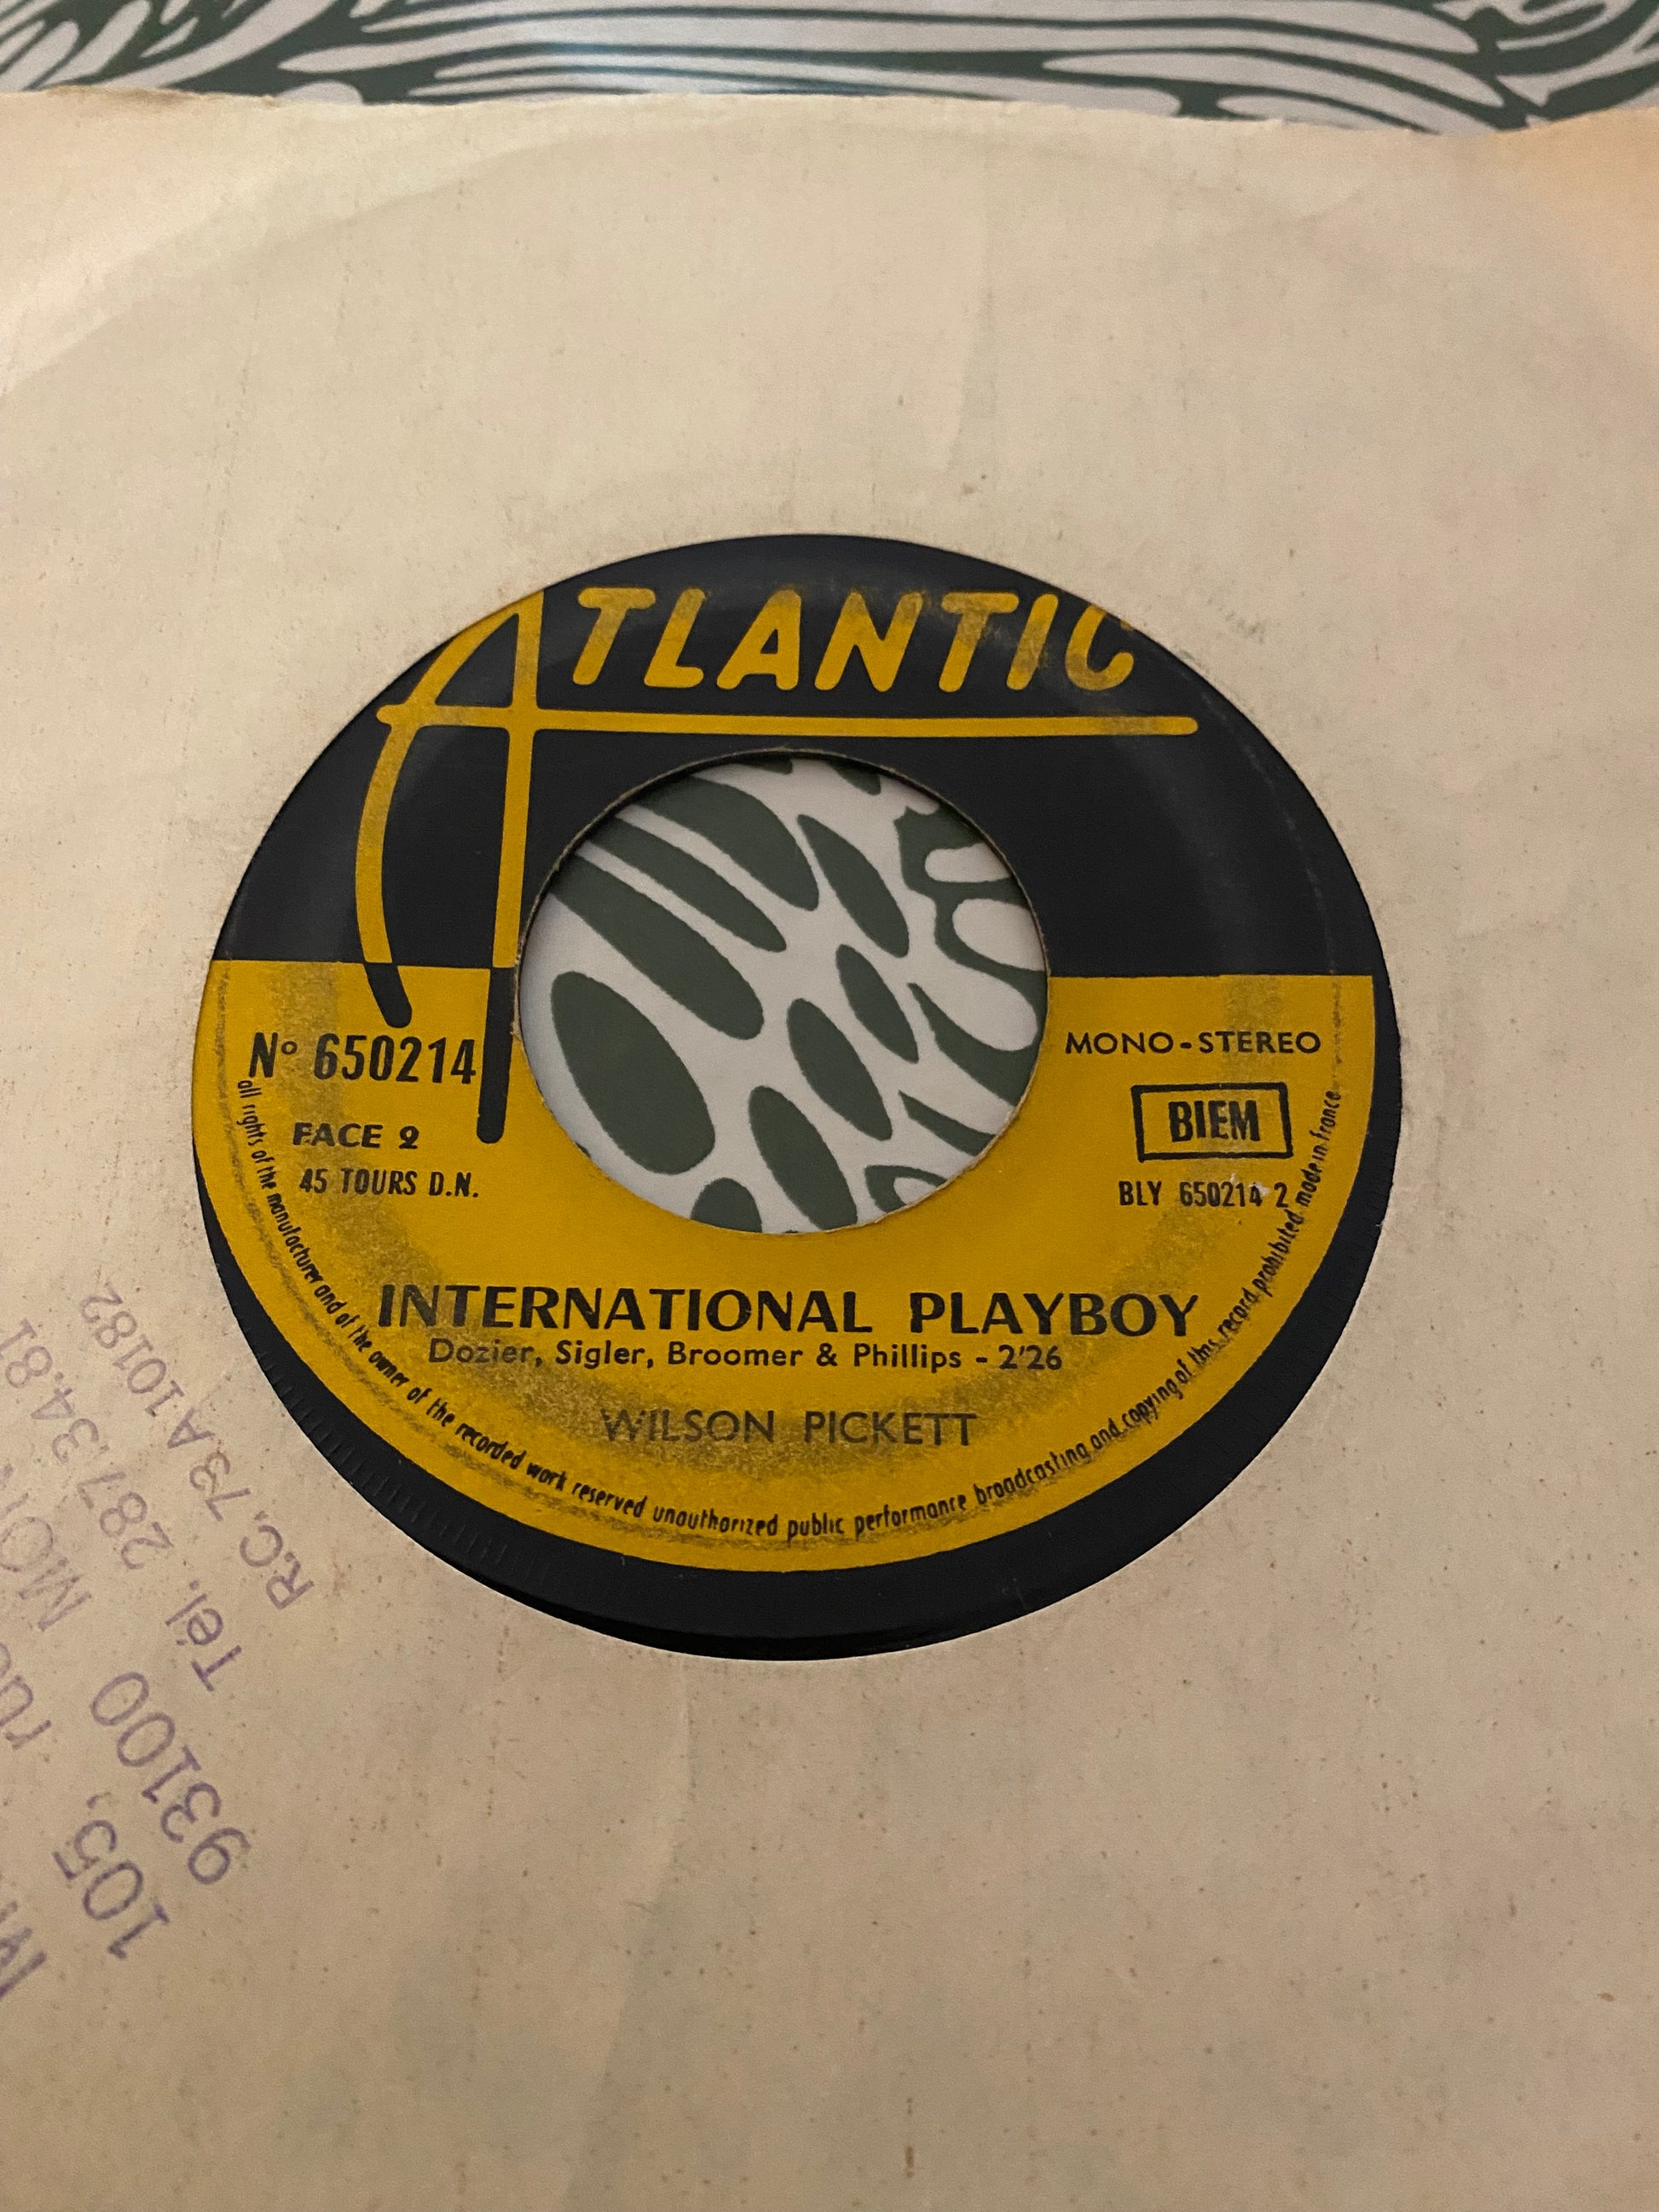 ATLANTIC
Nº 650214
FACE 2
45 TOURS D.N.
MONO-STEREO
BIEM
BLY 650214 2
INTERNATIONAL PLAYBOY
Dozier, Sigler, Broomer & Phillips - 2'26
WILSON PICKETT
all rights of the manufacturer and of the owner of the recorded work reserved unauthorized public performance broadcasting and copying of this record prohibited made in france
105, rue
93100 MON
Tél. 287.34.81
R.C. 73 A 10182